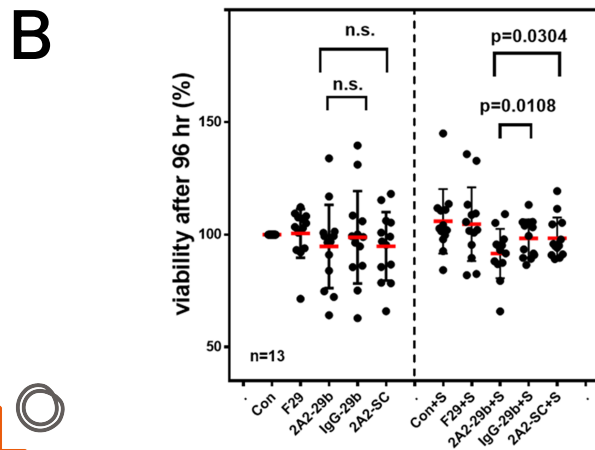 B
n.s.
n.s.
p=0.0304
p=0.0108
viability after 96 hr (%)
150
100
50
n=13
Con
F29
2A2-29b
IgG-29b
2A2-SC
Con+S
F29+S
2A2-29b+S
IgG-29b+S
2A2-SC+S